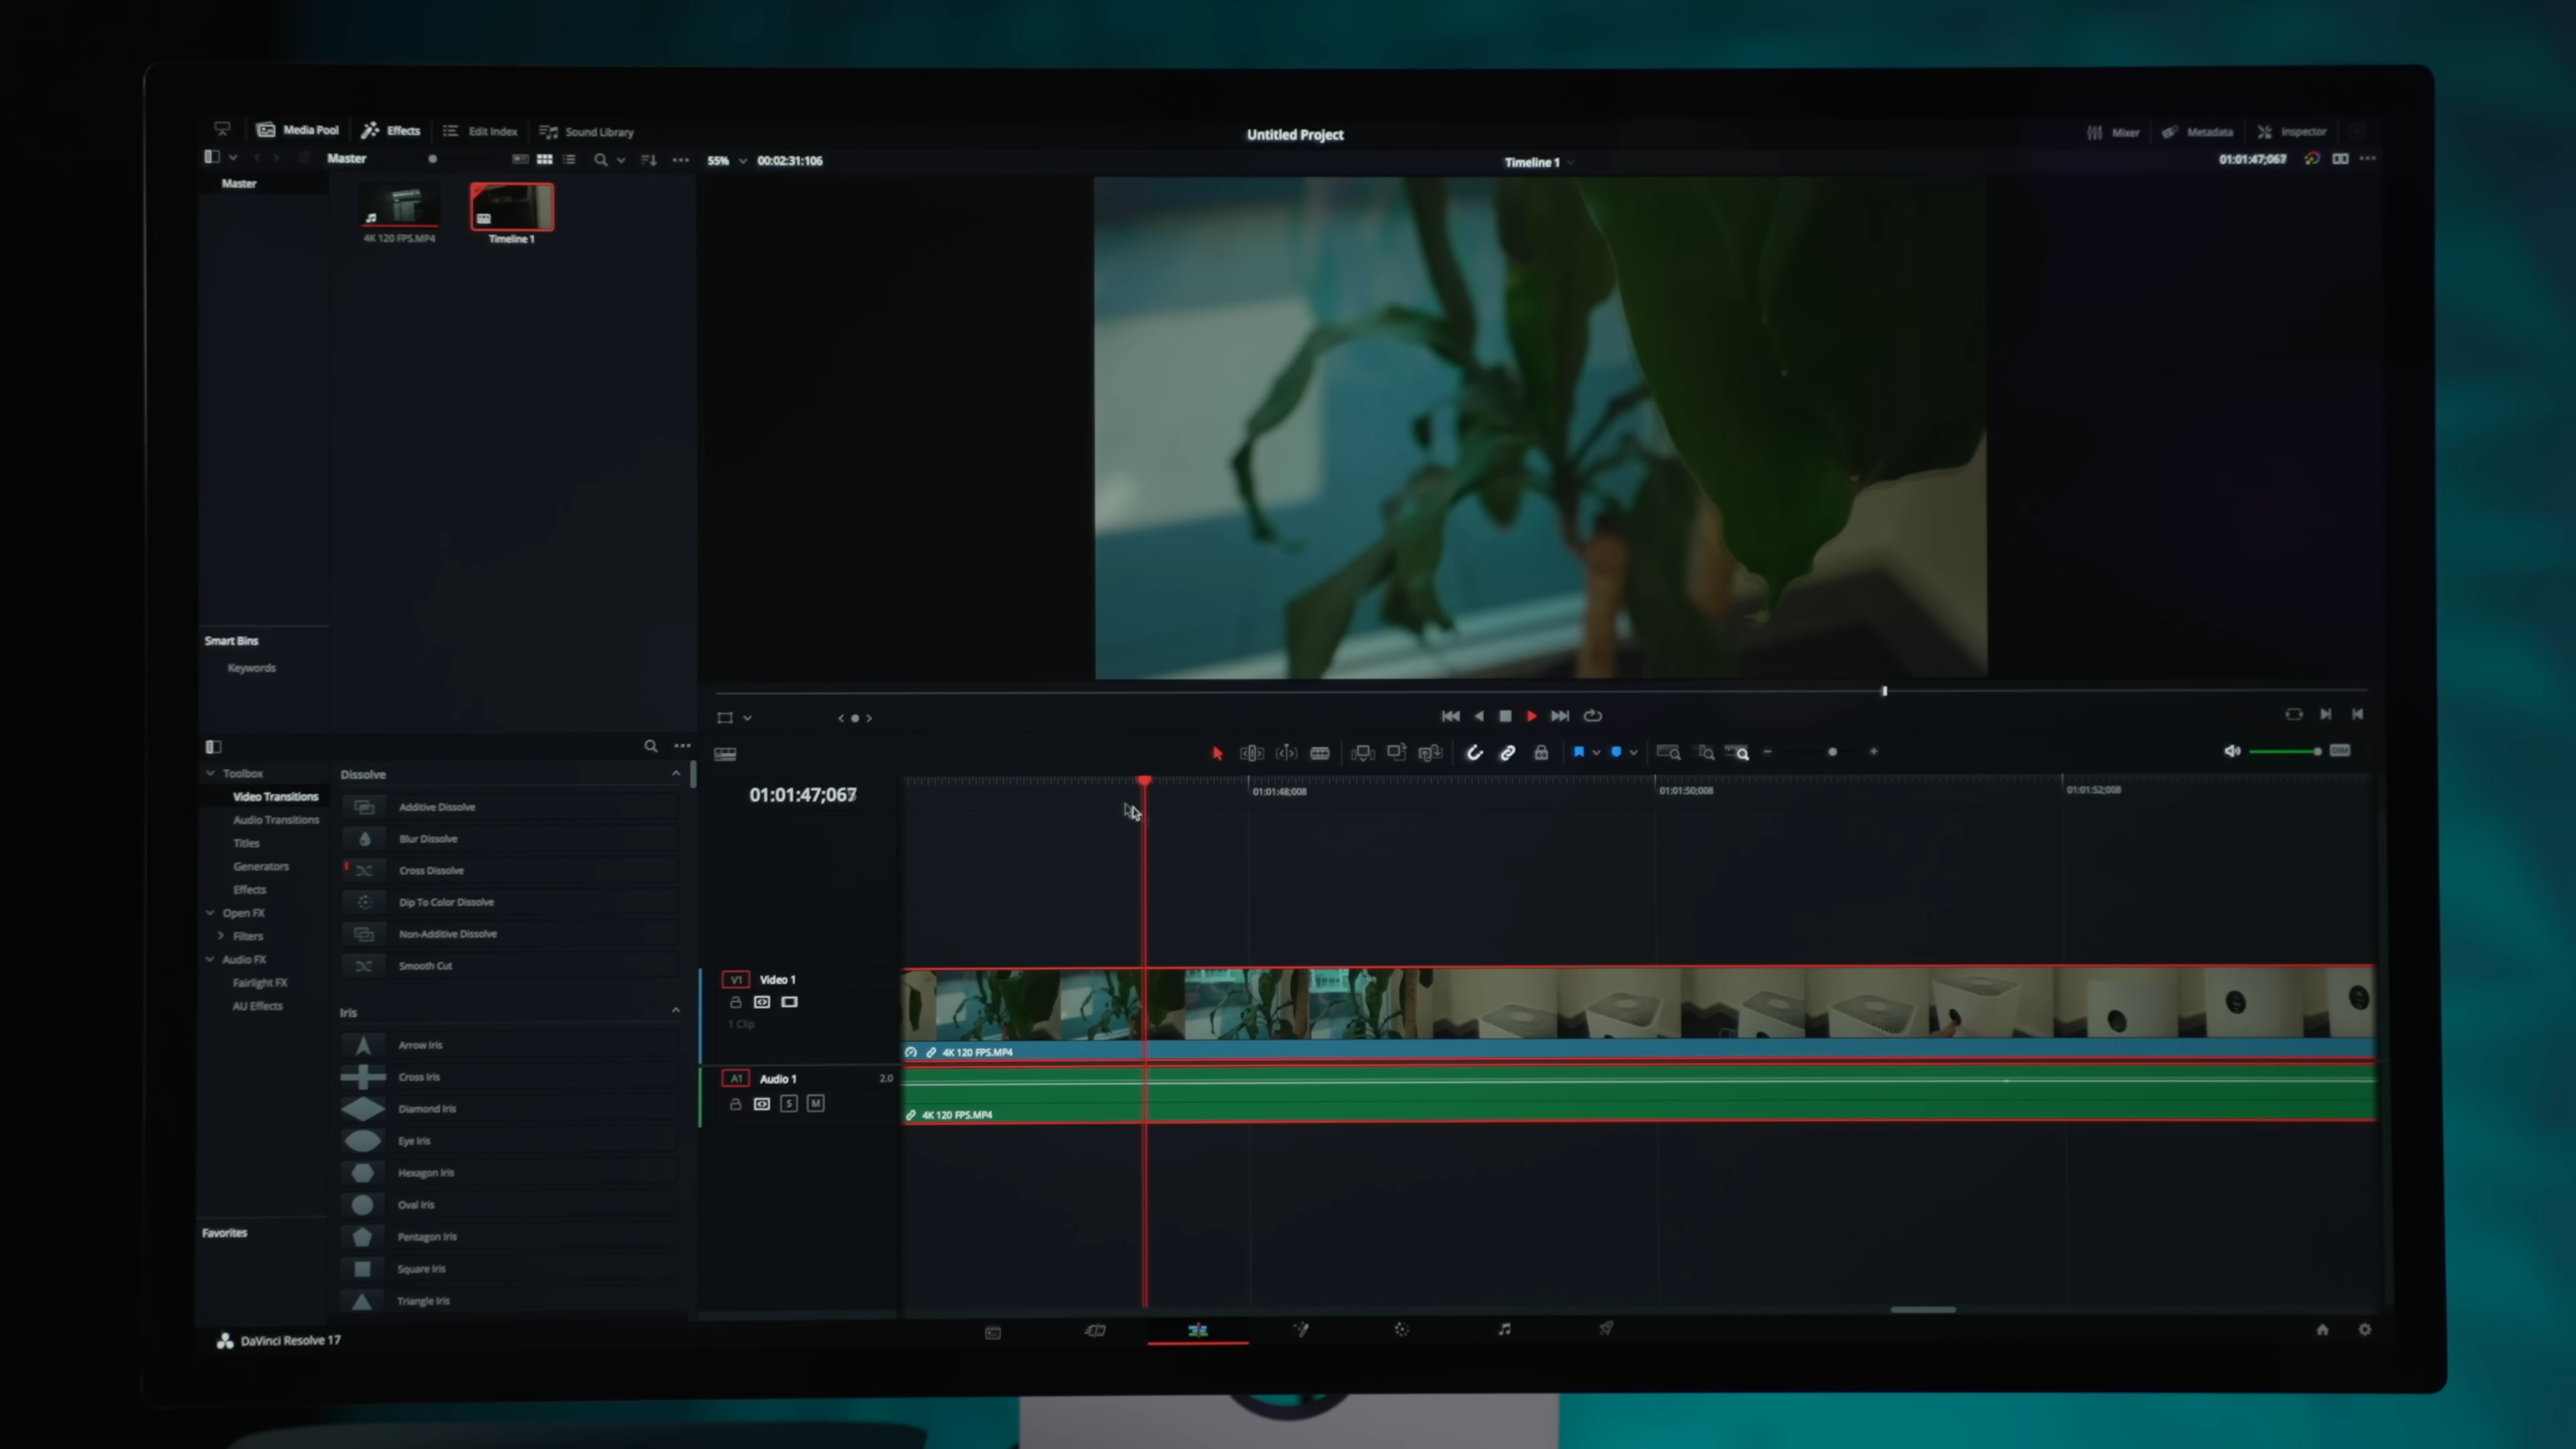 Media Pool
Effects
Edit Index
Sound Library
Untitled Project
Mixer
Metadata
Inspector
Master
55%
00:02:31:106
Timeline 1
01:01:47;067
Master
4K 120 FPS.MP4
Timeline 1
Smart Bins
Keywords
Toolbox
Video Transitions
Audio Transitions
Titles
Generators
Effects
Open FX
Filters
Audio FX
Fairlight FX
AU Effects
Favorites
Dissolve
Additive Dissolve
Blur Dissolve
Cross Dissolve
Dip To Color Dissolve
Non-Additive Dissolve
Smooth Cut
Iris
Arrow Iris
Cross Iris
Diamond Iris
Eye Iris
Hexagon Iris
Oval Iris
Pentagon Iris
Square Iris
Triangle Iris
DIM
01:01:47;067
01:01:48;008
01:01:50;008
01:01:52;008
V1 Video 1
1 Clip
4K 120 FPS.MP4
A1 Audio 1 2.0
S M
4K 120 FPS.MP4
DaVinci Resolve 17